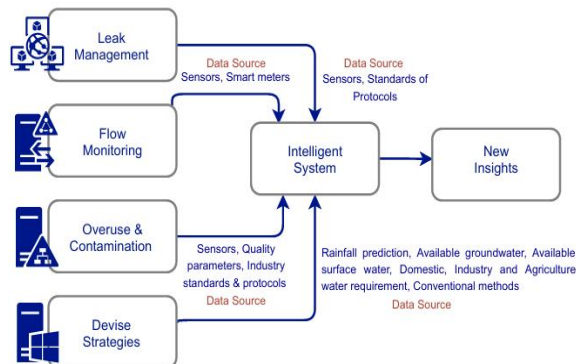 Leak
Management
Data Source
Sensors, Smart meters
Data Source
Sensors, Standards of
Protocols
Flow
Monitoring
Intelligent
System
New
Insights
Overuse &
Contamination
Sensors, Quality
parameters, Industry
standards & protocols
Data Source
Rainfall prediction, Available groundwater, Available
surface water, Domestic, Industry and Agriculture
water requirement, Conventional methods
Data Source
Devise
Strategies